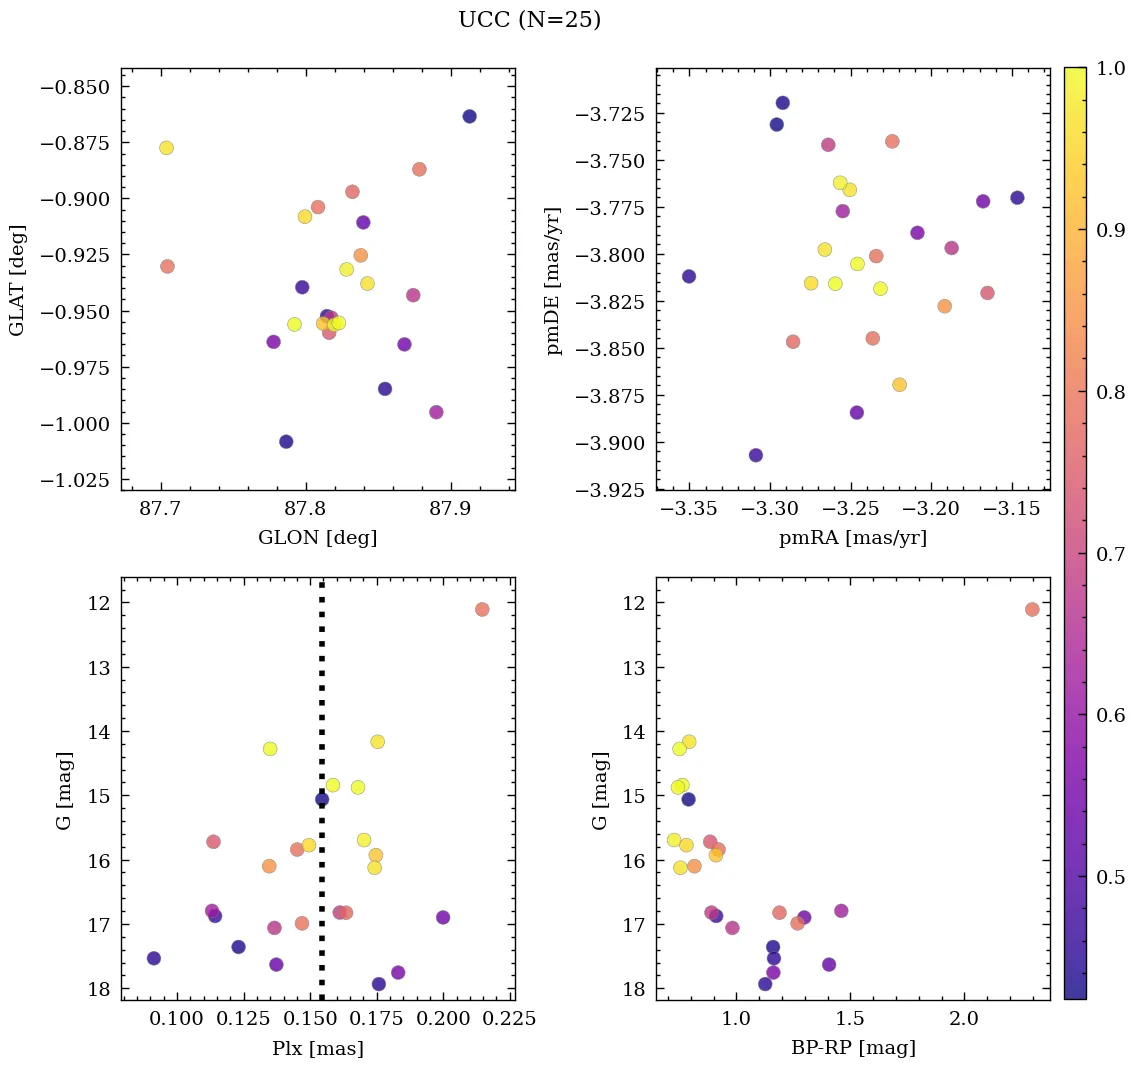 UCC (N=25)
−0.850
−0.875
−0.900
−0.925
−0.950
−0.975
−1.000
−1.025
GLAT [deg]
87.7 87.8 87.9
GLON [deg]
−3.725
−3.750
−3.775
−3.800
−3.825
−3.850
−3.875
−3.900
−3.925
pmDE [mas/yr]
−3.35 −3.30 −3.25 −3.20 −3.15
pmRA [mas/yr]
12
13
14
15
16
17
18
G [mag]
0.100 0.125 0.150 0.175 0.200 0.225
Plx [mas]
12
13
14
15
16
17
18
G [mag]
1.0 1.5 2.0
BP-RP [mag]
1.0
0.9
0.8
0.7
0.6
0.5